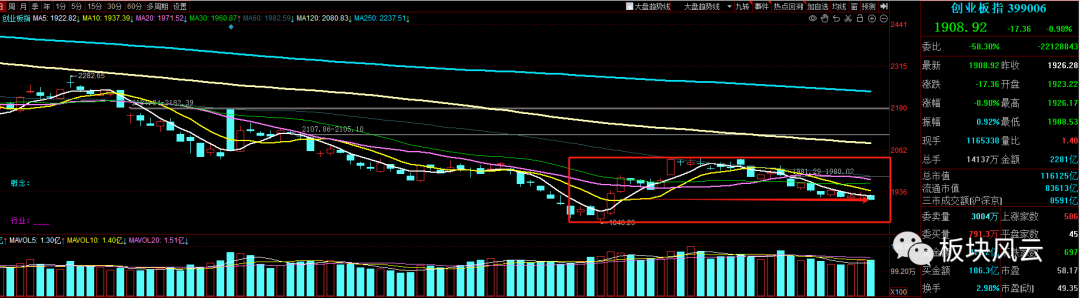 日 周 月 季 年 1分 5分 15分 30分 60分 多周期 设置
大盘趋势线 大盘趋势线 九转 事件 热点回溯 加自选 均线 窗 预测
创业板指 MA5: 1922.82↓ MA10: 1937.39↓ MA20: 1971.52↓ MA30: 1960.87↑ MA60: 1982.59↓ MA120: 2080.83↓ MA250: 2237.51↓
2441
2315
2190
2062
1936
2282.65
2182.39
2107.86-2105.10
1981.29-1980.02
概念:
行业:
MAVOL5: 1.30亿↑ MAVOL10: 1.40亿↓ MAVOL20: 1.51亿↓
99.20万
X100
创业板指 399006
1908.92 -17.36 -0.90%
委比 -58.30% -22128843
最新 1908.92 昨收 1926.28
涨跌 -17.36 开盘 1923.22
涨幅 -0.90% 最高 1926.17
振幅 0.92% 最低 1908.53
现手 1165330 量比 1.40
总手 14137万 金额 2281亿
总市值 116125亿
流通市值 83613亿
三市成交额(沪深京) 8591亿
委卖量 3004万 上涨家数 586
委买量 791.3万 平盘家数 45
697
买金额 106.3亿 市盈 58.17
换手 2.98% 市盈(动) 49.35
板块风云